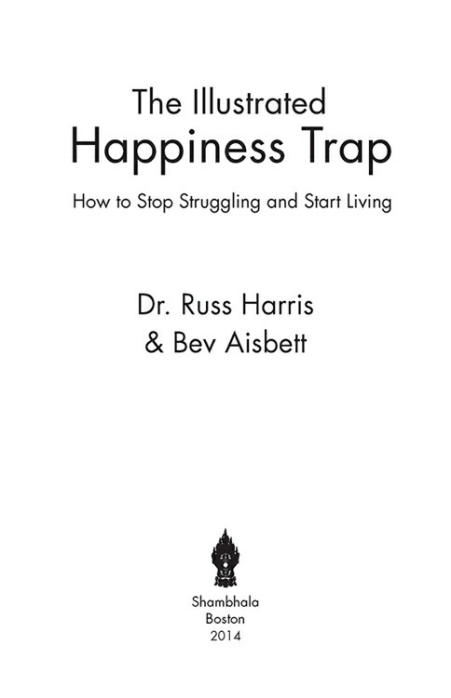 The Illustrated
Happiness Trap
How to Stop Struggling and Start Living
Dr. Russ Harris
& Bev Aisbett
Shambhala
Boston
2014